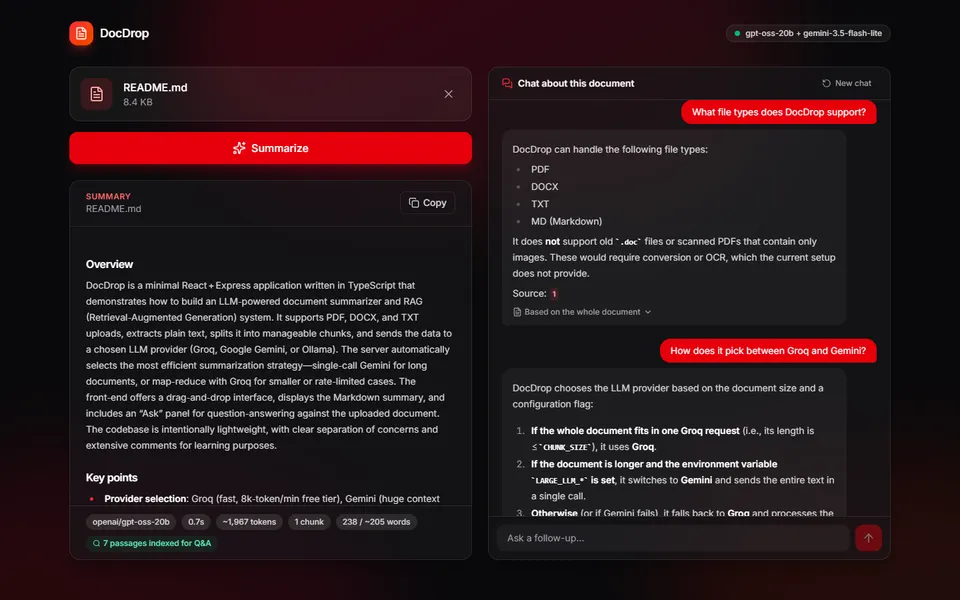 DocDrop
gpt-oss-20b + gemini-3.5-flash-lite
README.md
8.4 KB
Summarize
SUMMARY
README.md
Copy
Overview
DocDrop is a minimal React + Express application written in TypeScript that
demonstrates how to build an LLM-powered document summarizer and RAG
(Retrieval-Augmented Generation) system. It supports PDF, DOCX, and TXT
uploads, extracts plain text, splits it into manageable chunks, and sends the data to
a chosen LLM provider (Groq, Google Gemini, or Ollama). The server automatically
selects the most efficient summarization strategy—single-call Gemini for long
documents, or map-reduce with Groq for smaller or rate-limited cases. The
front-end offers a drag-and-drop interface, displays the Markdown summary, and
includes an “Ask” panel for question-answering against the uploaded document.
The codebase is intentionally lightweight, with clear separation of concerns and
extensive comments for learning purposes.
Key points
Provider selection: Groq (fast, 8k-token/min free tier), Gemini (huge context
openai/gpt-oss-20b
0.7s
~1,967 tokens
1 chunk
238 / ~205 words
7 passages indexed for Q&A
Chat about this document
New chat
What file types does DocDrop support?
DocDrop can handle the following file types:
• PDF
• DOCX
• TXT
• MD (Markdown)
It does not support old `.doc` files or scanned PDFs that contain only
images. These would require conversion or OCR, which the current setup
does not provide.
Source: 1
Based on the whole document
How does it pick between Groq and Gemini?
DocDrop chooses the LLM provider based on the document size and a
configuration flag:
1. If the whole document fits in one Groq request (i.e., its length is
≤`CHUNK_SIZE`), it uses Groq.
2. If the document is longer and the environment variable
`LARGE_LLM_*` is set, it switches to Gemini and sends the entire text in
a single call.
3. Otherwise (or if Gemini fails), it falls back to Groq and processes the
Ask a follow-up...